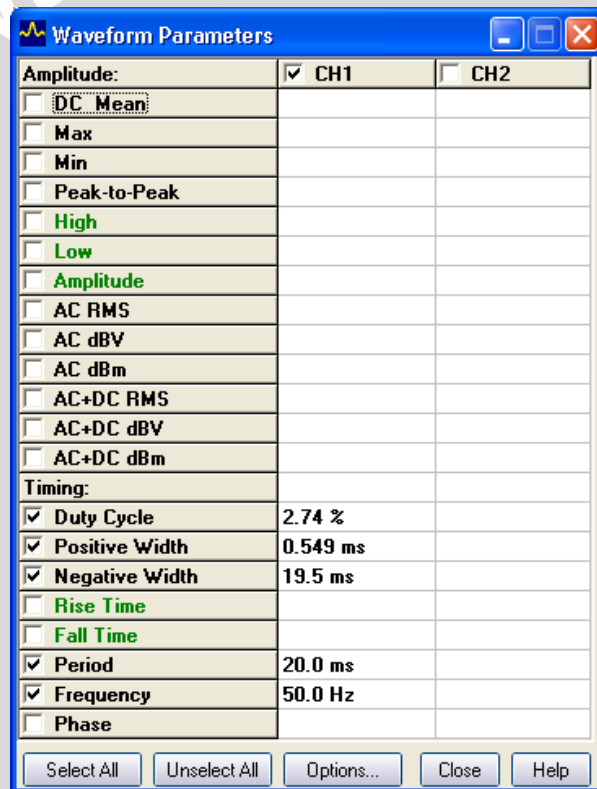 Waveform Parameters
Amplitude: CH1 CH2
DC Mean
Max
Min
Peak-to-Peak
High
Low
Amplitude
AC RMS
AC dBV
AC dBm
AC+DC RMS
AC+DC dBV
AC+DC dBm
Timing:
Duty Cycle 2.74 %
Positive Width 0.549 ms
Negative Width 19.5 ms
Rise Time
Fall Time
Period 20.0 ms
Frequency 50.0 Hz
Phase
Select All Unselect All Options... Close Help